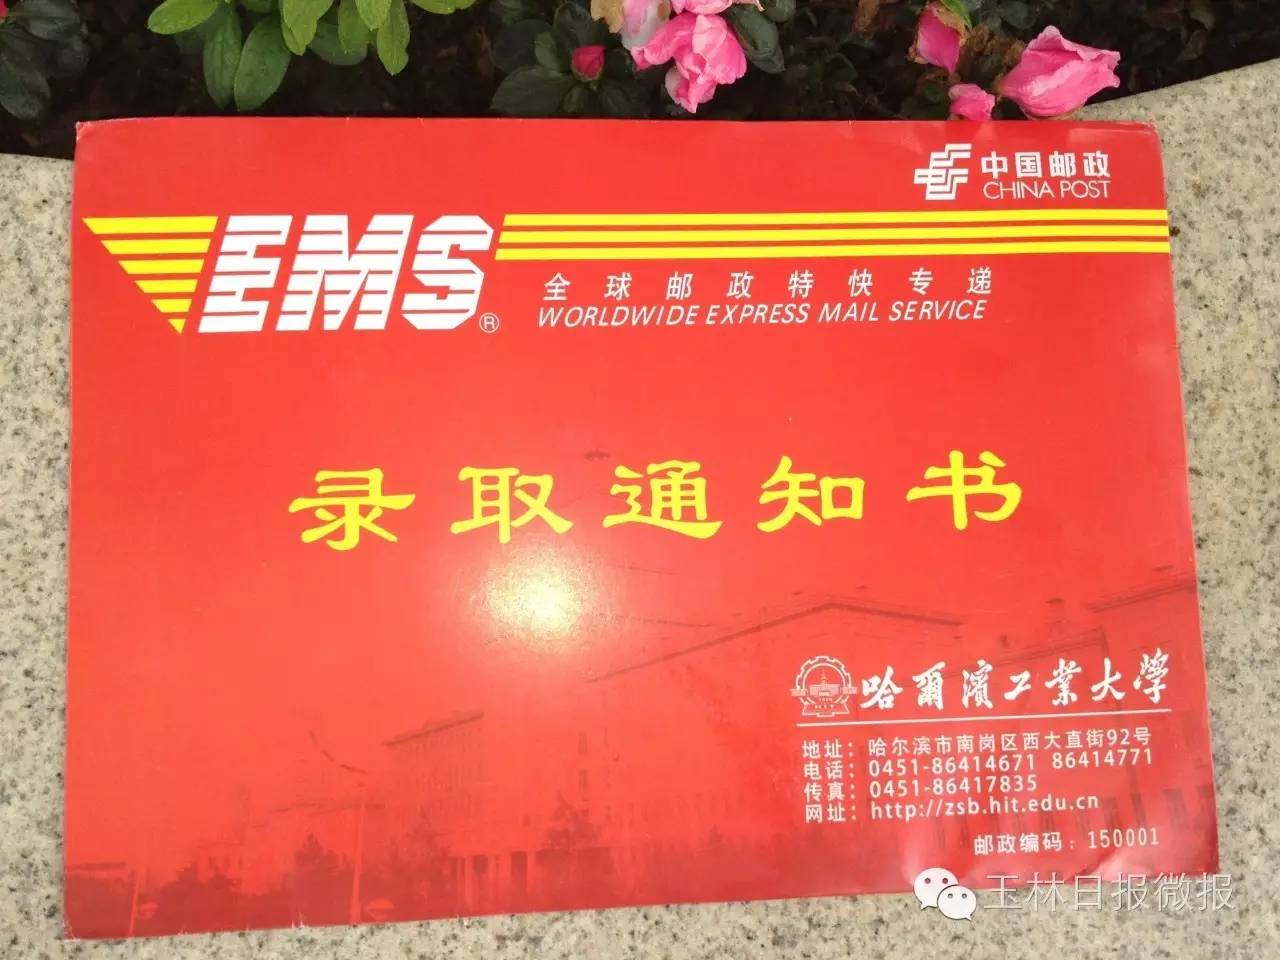 中国邮政
CHINA POST
EMS®
全球邮政特快专递
WORLDWIDE EXPRESS MAIL SERVICE
录取通知书
哈爾濱工業大學
地址：哈尔滨市南岗区西大直街92号
电话：0451-86414671 86414771
传真：0451-86417835
网址：http://zsb.hit.edu.cn
邮政编码：150001
玉林日报微报